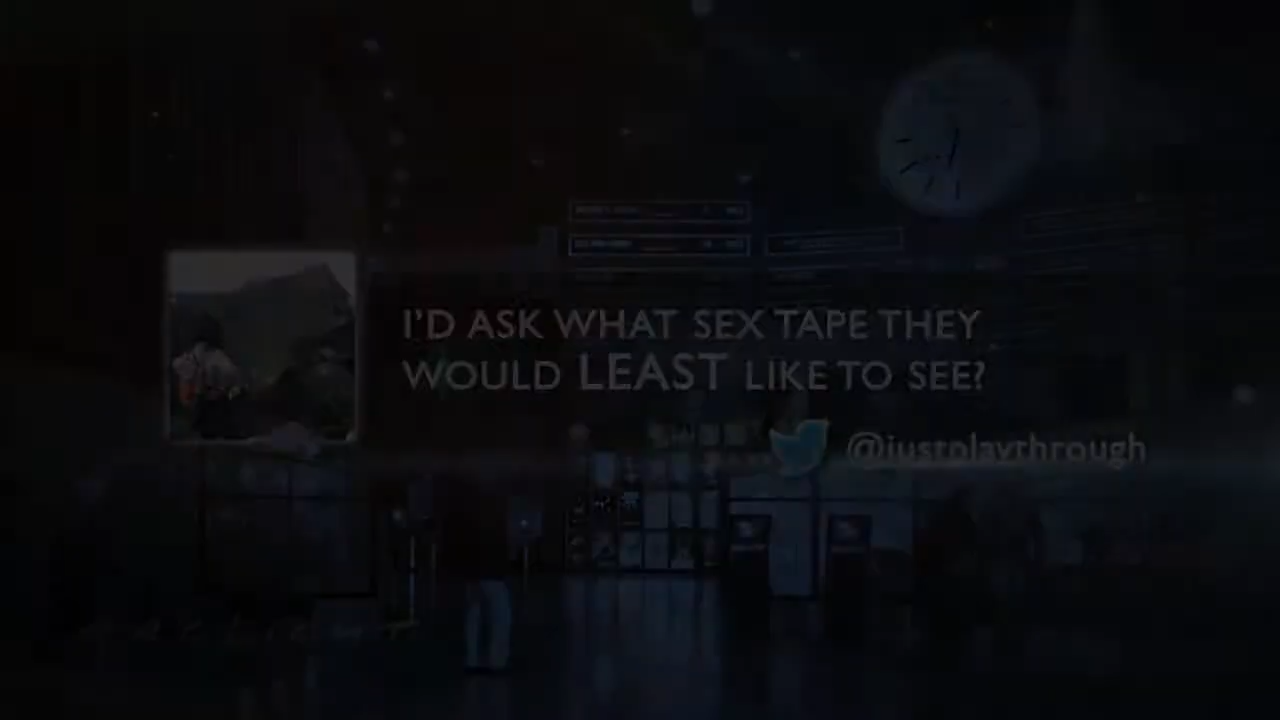 I'D ASK WHAT SEX TAPE THEY
WOULD LEAST LIKE TO SEE?
@justplaythrough